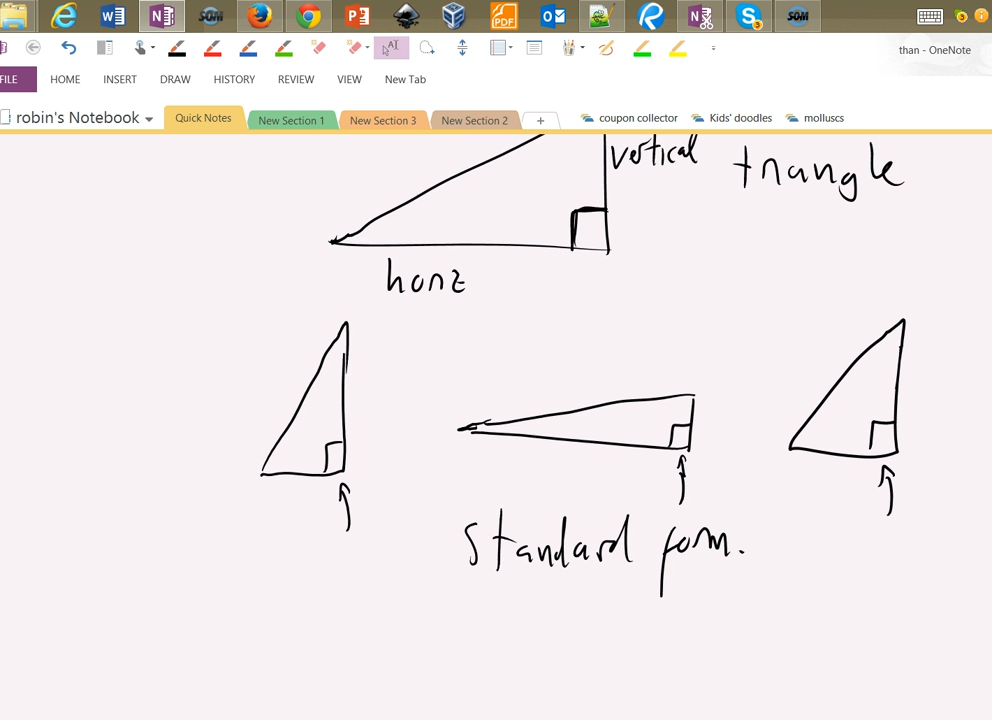 than - OneNote
FILE HOME INSERT DRAW HISTORY REVIEW VIEW New Tab
robin's Notebook Quick Notes New Section 1 New Section 3 New Section 2 + coupon collector Kids' doodles molluscs
vertical triangle
horiz
standard form.